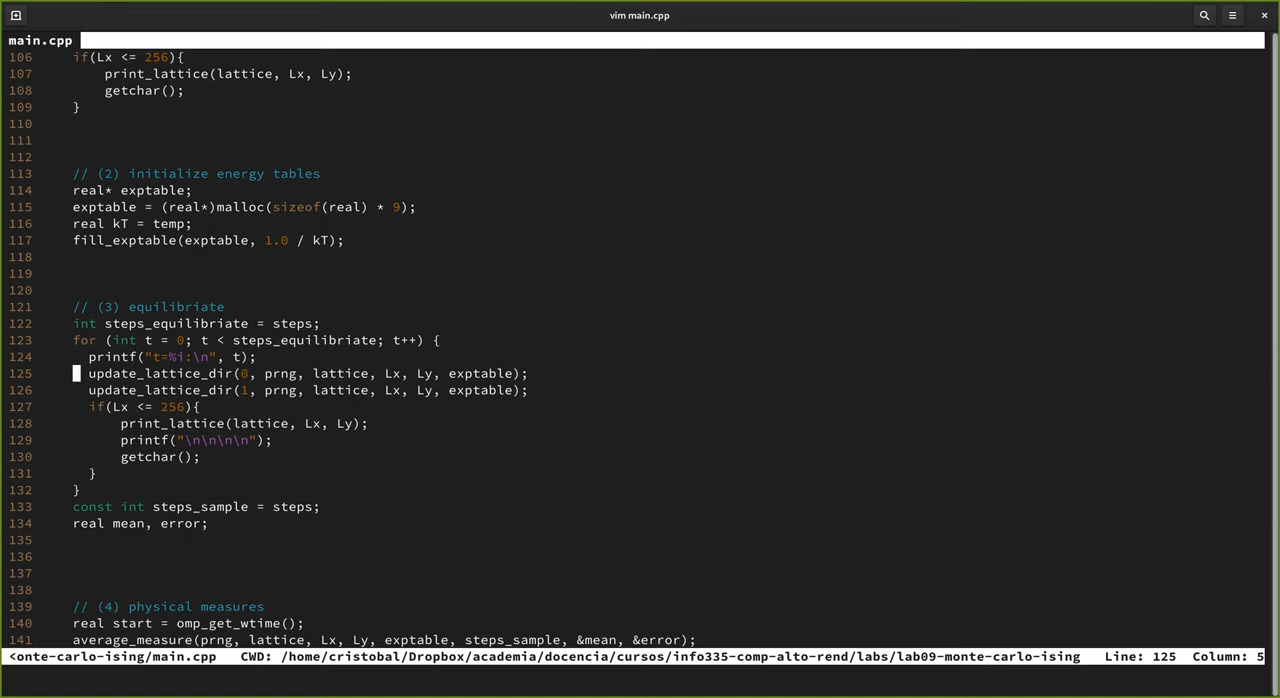 vim main.cpp
main.cpp
106     if(Lx <= 256){
107         print_lattice(lattice, Lx, Ly);
108         getchar();
109     }
110
111
112
113     // (2) initialize energy tables
114     real* exptable;
115     exptable = (real*)malloc(sizeof(real) * 9);
116     real kT = temp;
117     fill_exptable(exptable, 1.0 / kT);
118
119
120
121     // (3) equilibriate
122     int steps_equilibriate = steps;
123     for (int t = 0; t < steps_equilibriate; t++) {
124       printf("t=%i:\n", t);
125       update_lattice_dir(0, prng, lattice, Lx, Ly, exptable);
126       update_lattice_dir(1, prng, lattice, Lx, Ly, exptable);
127       if(Lx <= 256){
128           print_lattice(lattice, Lx, Ly);
129           printf("\n\n\n\n");
130           getchar();
131       }
132     }
133     const int steps_sample = steps;
134     real mean, error;
135
136
137
138
139     // (4) physical measures
140     real start = omp_get_wtime();
141     average_measure(prng, lattice, Lx, Ly, exptable, steps_sample, &mean, &error);
<onte-carlo-ising/main.cpp   CWD: /home/cristobal/Dropbox/academia/docencia/cursos/info335-comp-alto-rend/labs/lab09-monte-carlo-ising   Line: 125  Column: 5